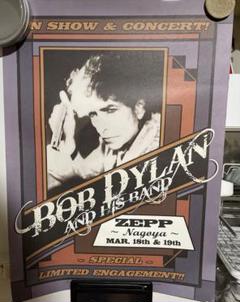 N SHOW & CONCERT!
BOB DYLAN
AND HIS BAND
ZEPP
~ Nagoya ~
MAR. 18th & 19th
~ SPECIAL ~
LIMITED ENGAGEMENT!!